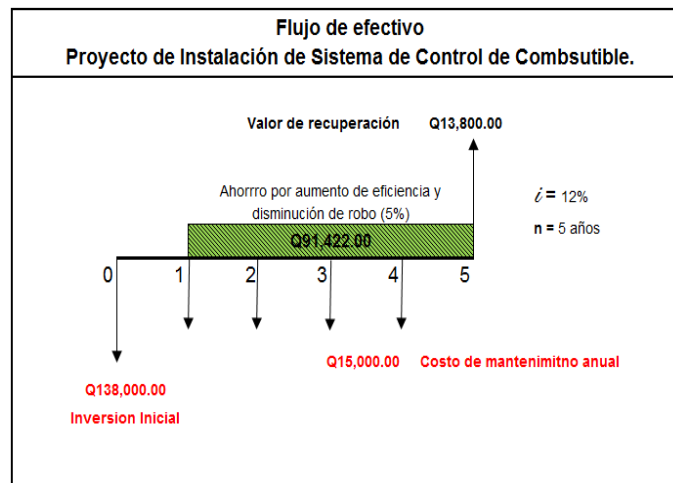 Flujo de efectivo
Proyecto de Instalación de Sistema de Control de Combsutible.
Valor de recuperación Q13,800.00
Ahorrro por aumento de eficiencia y
disminución de robo (5%)
i = 12%
n = 5 años
Q91,422.00
0 1 2 3 4 5
Q15,000.00 Costo de mantenimitno anual
Q138,000.00
Inversion Inicial